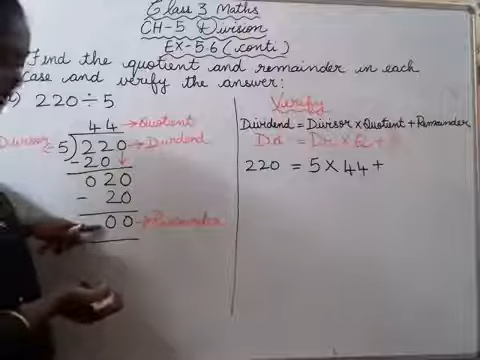 Class 3 Maths
CH-5 Division
EX-5.6 (conti)
Find the quotient and remainder in each
case and verify the answer:
) 220÷5
44 → Quotient
Divisor ← 5)220 → Dividend
-20
020
- 20
00 → Remainder
Verify
Dividend = Divisor × Quotient + Remainder
220 = 5 × 44 +